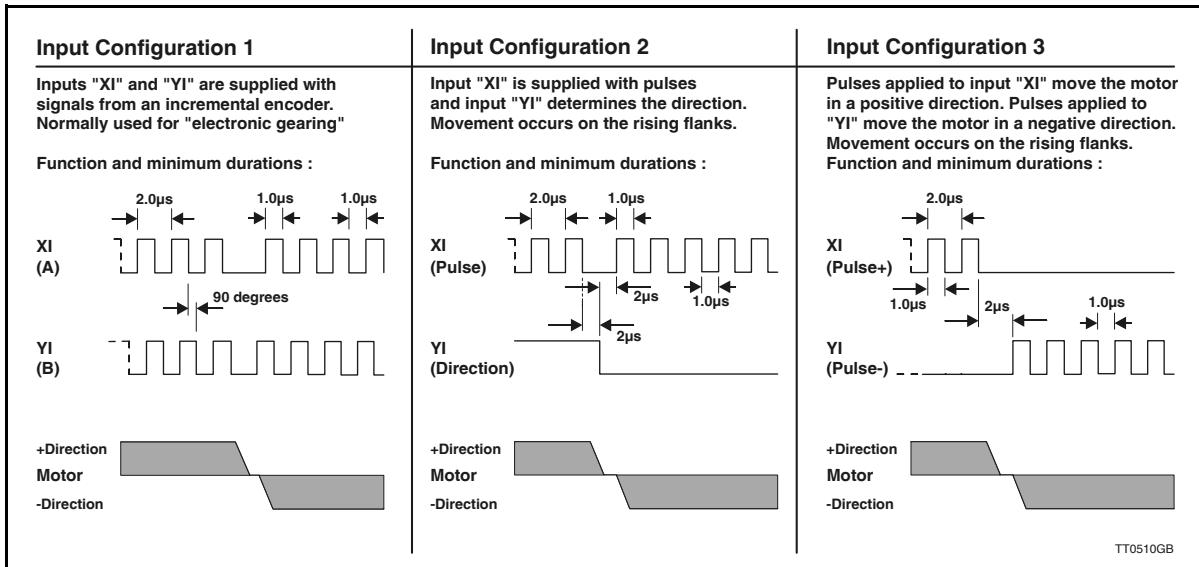 Input Configuration 1
Inputs "XI" and "YI" are supplied with
signals from an incremental encoder.
Normally used for "electronic gearing"
Function and minimum durations :
2.0µs
1.0µs
1.0µs
XI
(A)
90 degrees
YI
(B)
+Direction
Motor
-Direction
Input Configuration 2
Input "XI" is supplied with pulses
and input "YI" determines the direction.
Movement occurs on the rising flanks.
Function and minimum durations :
2.0µs
1.0µs
XI
(Pulse)
2µs
1.0µs
2µs
YI
(Direction)
+Direction
Motor
-Direction
Input Configuration 3
Pulses applied to input "XI" move the motor
in a positive direction. Pulses applied to
"YI" move the motor in a negative direction.
Movement occurs on the rising flanks.
Function and minimum durations :
2.0µs
XI
(Pulse+)
1.0µs
2µs
1.0µs
YI
(Pulse-)
+Direction
Motor
-Direction
TT0510GB